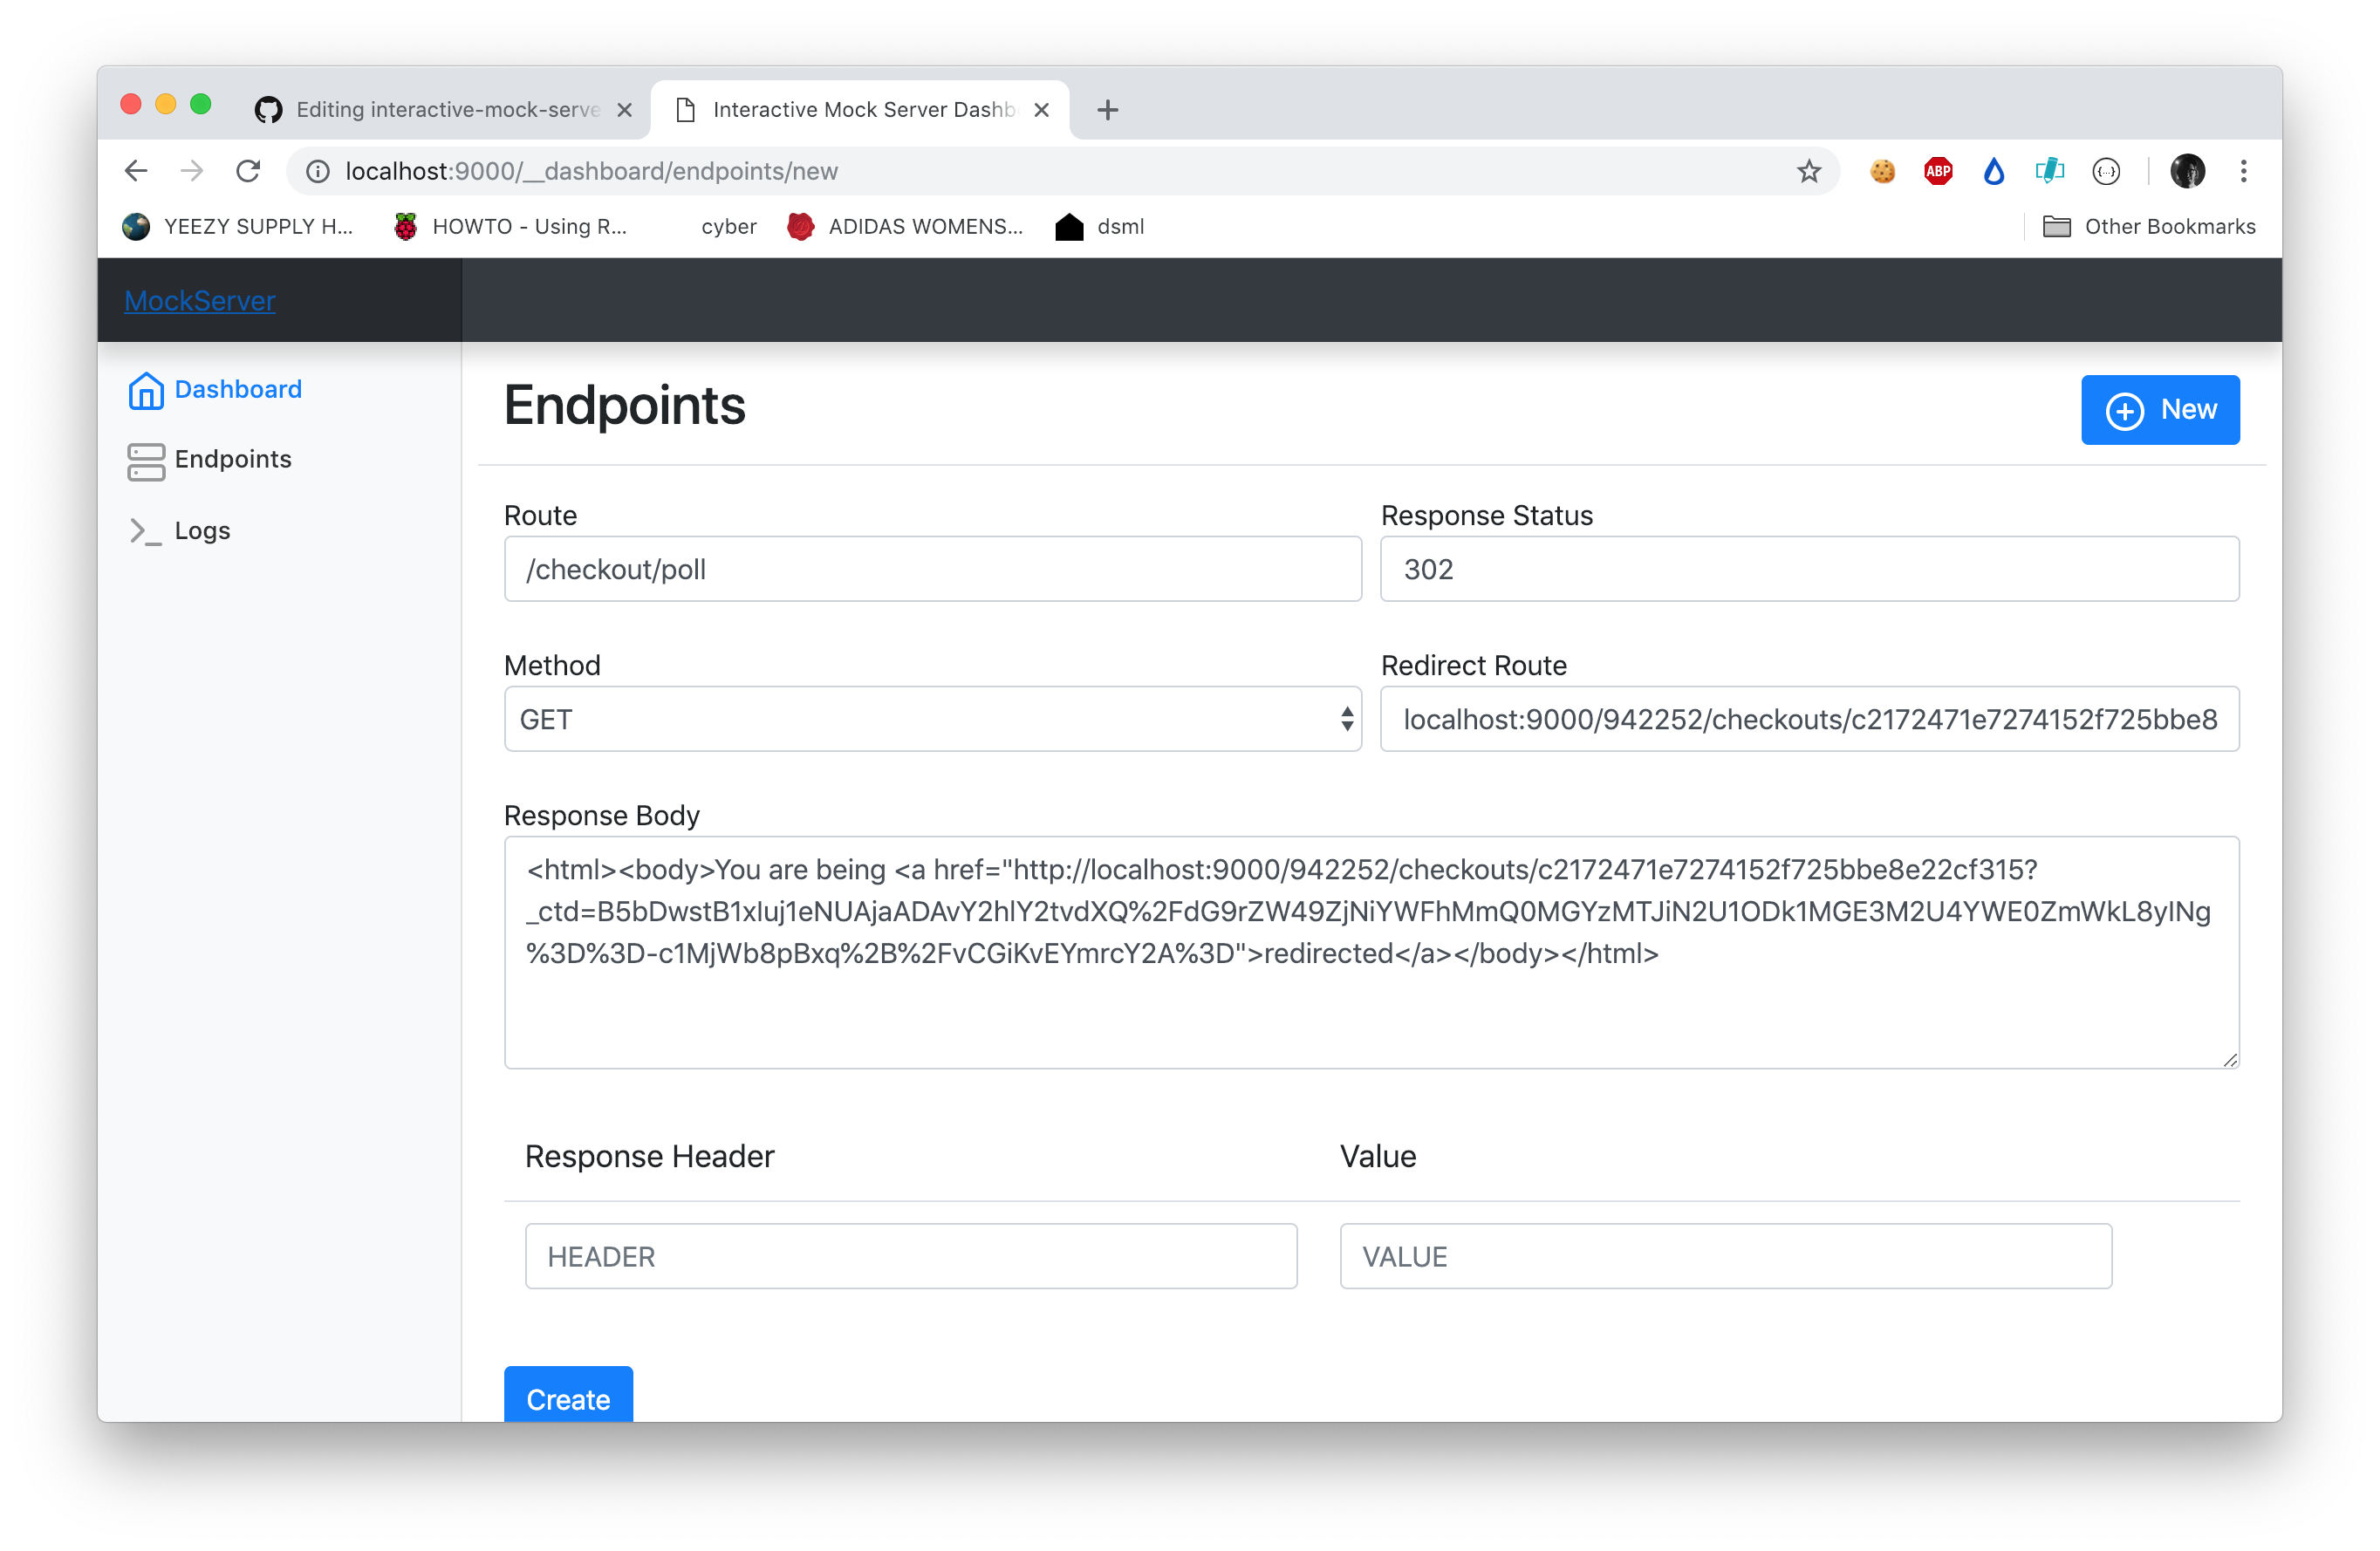 Editing interactive-mock-serve
Interactive Mock Server Dashb
localhost:9000/__dashboard/endpoints/new
ABP
{...}
YEEZY SUPPLY H...
HOWTO - Using R...
cyber
ADIDAS WOMENS...
dsml
Other Bookmarks
MockServer
Dashboard
Endpoints
Logs
Endpoints
New
Route
Response Status
/checkout/poll
302
Method
Redirect Route
GET
localhost:9000/942252/checkouts/c2172471e7274152f725bbe8
Response Body
<html><body>You are being <a href="http://localhost:9000/942252/checkouts/c2172471e7274152f725bbe8e22cf315?
_ctd=B5bDwstB1xIuj1eNUAjaADAvY2hlY2tvdXQ%2FdG9rZW49ZjNiYWFhMmQ0MGYzMTJiN2U1ODk1MGE3M2U4YWE0ZmWkL8yINg
%3D%3D-c1MjWb8pBxq%2B%2FvCGiKvEYmrcY2A%3D">redirected</a></body></html>
Response Header
Value
HEADER
VALUE
Create